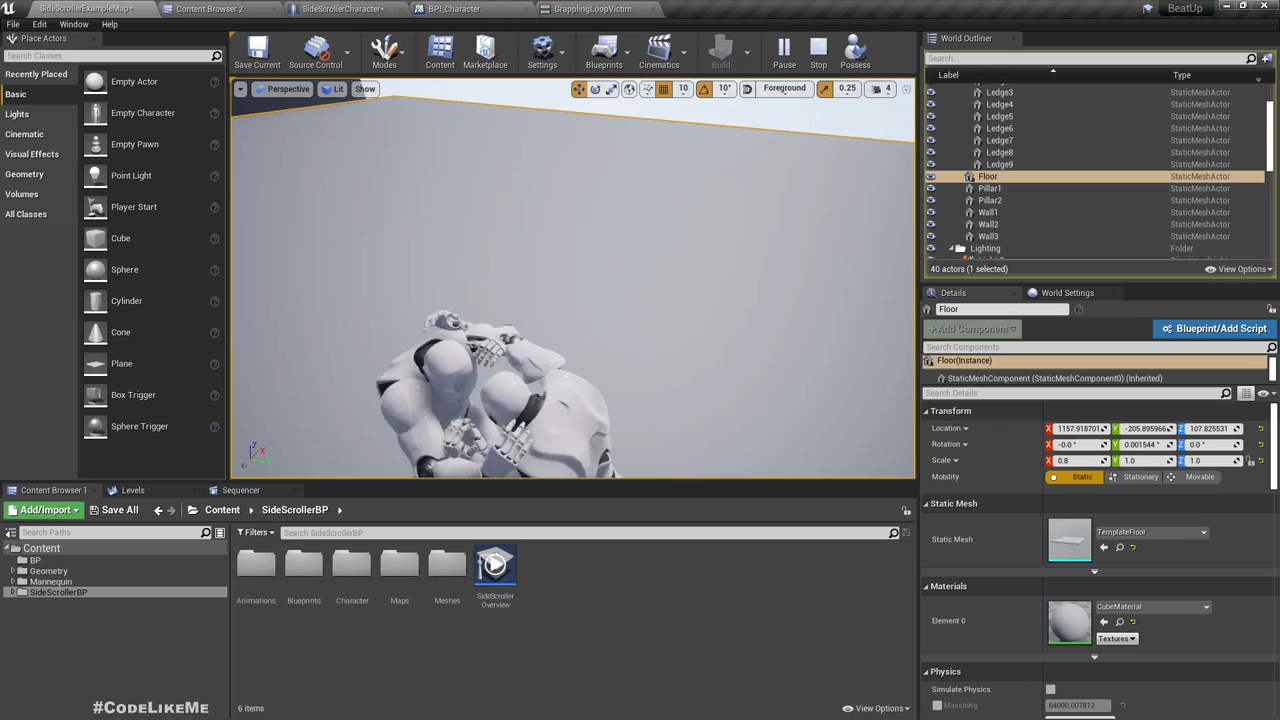 SideScrollerExampleMap*
Content Browser 2
SideScrollerCharacter*
BPI_Character
GrapplingLoopVictim
BeatUp
File
Edit
Window
Help
Place Actors
Search Classes
Recently Placed
Basic
Lights
Cinematic
Visual Effects
Geometry
Volumes
All Classes
Empty Actor
Empty Character
Empty Pawn
Point Light
Player Start
Cube
Sphere
Cylinder
Cone
Plane
Box Trigger
Sphere Trigger
Save Current
Source Control
Modes
Content
Marketplace
Settings
Blueprints
Cinematics
Build
Pause
Stop
Possess
Perspective
Lit
Show
10
10°
Foreground
0.25
4
World Outliner
Search...
Label
Type
Ledge3 StaticMeshActor
Ledge4 StaticMeshActor
Ledge5 StaticMeshActor
Ledge6 StaticMeshActor
Ledge7 StaticMeshActor
Ledge8 StaticMeshActor
Ledge9 StaticMeshActor
Floor StaticMeshActor
Pillar1 StaticMeshActor
Pillar2 StaticMeshActor
Wall1 StaticMeshActor
Wall2 StaticMeshActor
Wall3 StaticMeshActor
Lighting Folder
40 actors (1 selected)
View Options
Details
World Settings
Floor
+Add Component
Blueprint/Add Script
Search Components
Floor(Instance)
StaticMeshComponent (StaticMeshComponent0) (Inherited)
Search Details
Transform
Location X 1157.918701 Y -205.895966 Z 107.825531
Rotation X -0.0 ° Y 0.001544 ° Z 0.0 °
Scale X 0.8 Y 1.0 Z 1.0
Mobility Static Stationary Movable
Static Mesh
Static Mesh TemplateFloor
Materials
Element 0 CubeMaterial
Textures
Physics
Simulate Physics
MassInKg 64000.007812
Content Browser 1
Levels
Sequencer
Add/Import
Save All
Content
SideScrollerBP
Search Paths
Filters
Search SideScrollerBP
Content
BP
Geometry
Mannequin
SideScrollerBP
Animations
Blueprints
Character
Maps
Meshes
SideScroller
Overview
6 items
View Options
#CodeLikeMe